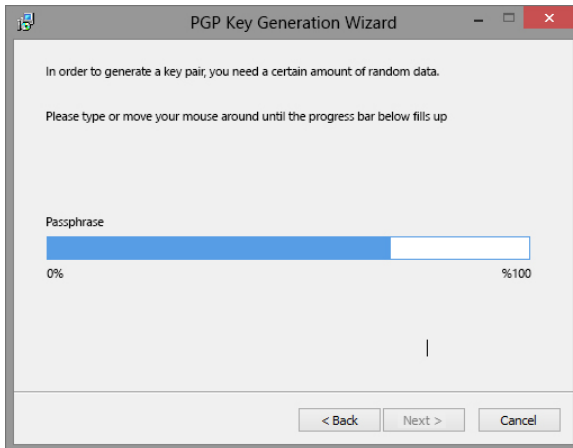 PGP Key Generation Wizard
In order to generate a key pair, you need a certain amount of random data.
Please type or move your mouse around until the progress bar below fills up
Passphrase
0% %100
< Back Next > Cancel